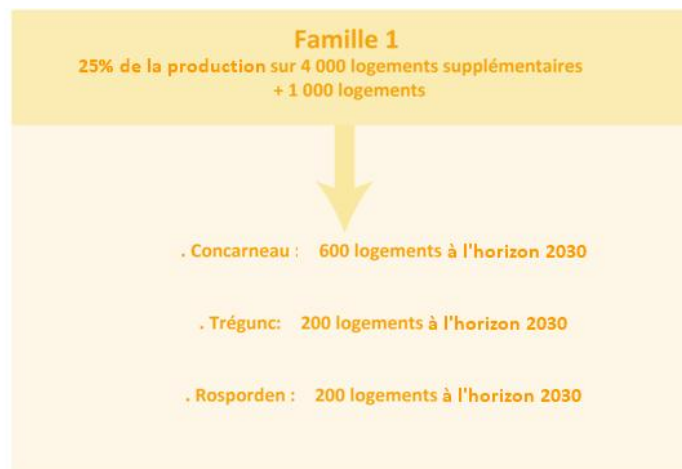 Famille 1
25% de la production sur 4 000 logements supplémentaires
+ 1 000 logements
. Concarneau : 600 logements à l'horizon 2030
. Trégunc: 200 logements à l'horizon 2030
. Rosporden : 200 logements à l'horizon 2030